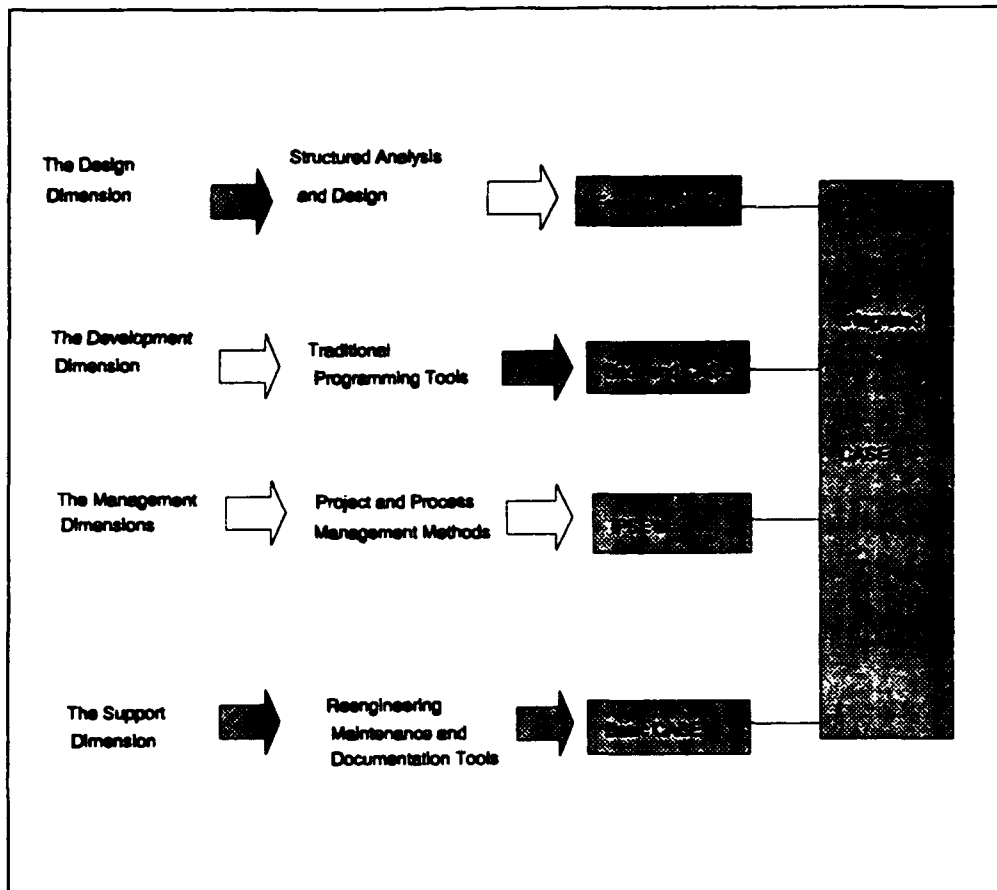 The Design
Dimension
Structured Analysis
and Design
The Development
Dimension
Traditional
Programming Tools
CASE
The Management
Dimensions
Project and Process
Management Methods
The Support
Dimension
Reengineering
Maintenance and
Documentation Tools